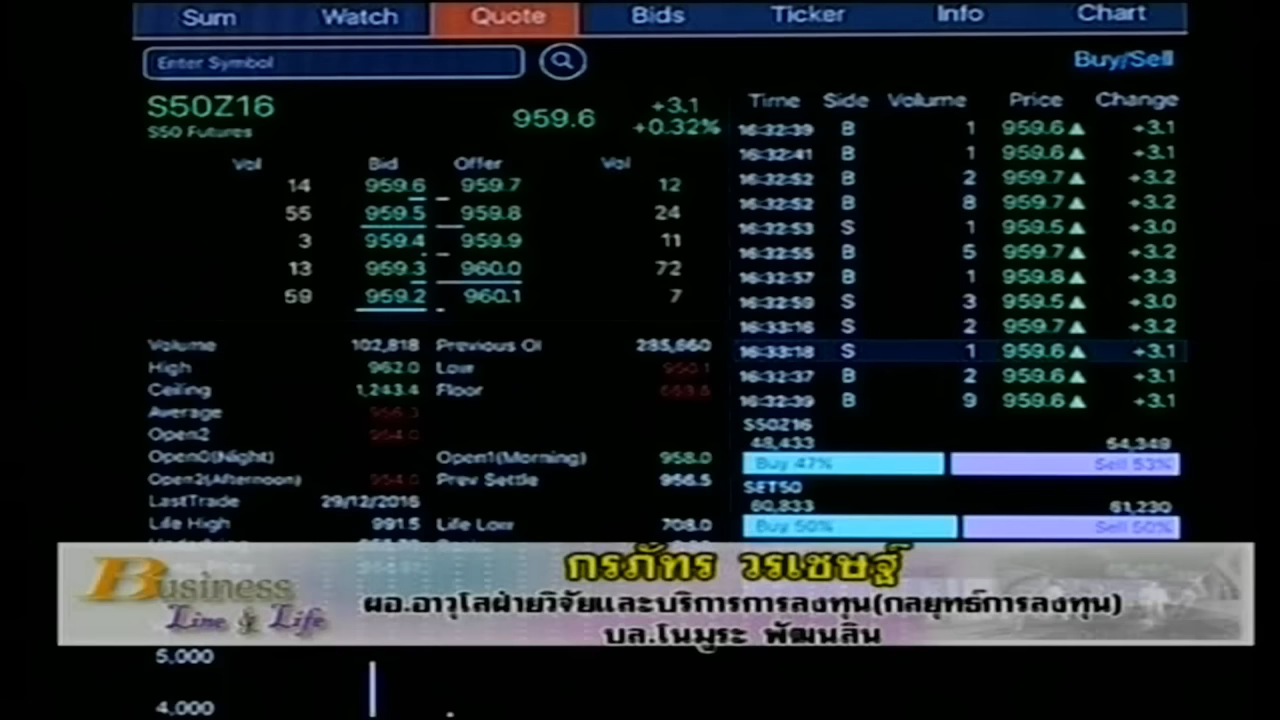 Sum Watch Quote Bids Ticker Info Chart
Enter Symbol
Buy/Sell
S50Z16 959.6 +3.1
S50 Futures +0.32%
Vol Bid Offer Vol
14 959.6 959.7 12
55 959.5 959.8 24
3 959.4 959.9 11
13 959.3 960.0 72
59 959.2 960.1 7
Volume 102,818 Previous OI 285,660
High 962.0 Low 950.1
Ceiling 1,243.4 Floor
Average 956.3
Open2 954.0
Open0(Night) Open1(Morning) 958.0
Open2(Afternoon) 954.0 Prev Settle 956.5
LastTrade 29/12/2016
Life High 991.5 Life Low 708.0
Time Side Volume Price Change
16:32:39 B 1 959.6▲ +3.1
16:32:41 B 1 959.6▲ +3.1
16:32:52 B 2 959.7▲ +3.2
16:32:52 B 8 959.7▲ +3.2
16:32:53 S 1 959.5▲ +3.0
16:32:55 B 5 959.7▲ +3.2
16:32:57 B 1 959.8▲ +3.3
16:32:59 S 3 959.5▲ +3.0
16:33:16 S 2 959.7▲ +3.2
16:33:18 S 1 959.6▲ +3.1
16:32:37 B 2 959.6▲ +3.1
16:32:39 B 9 959.6▲ +3.1
S50Z16
48,433 54,349
Buy 47% Sell 53%
SET50
60,833 61,230
Buy 50% Sell 50%
Business
Line & Life
กรภัทร วรเชษฐ์
ผอ.อาวุโสฝ่ายวิจัยและบริการการลงทุน(กลยุทธ์การลงทุน)
บล.โนมูระ พัฒนสิน
5,000
4,000